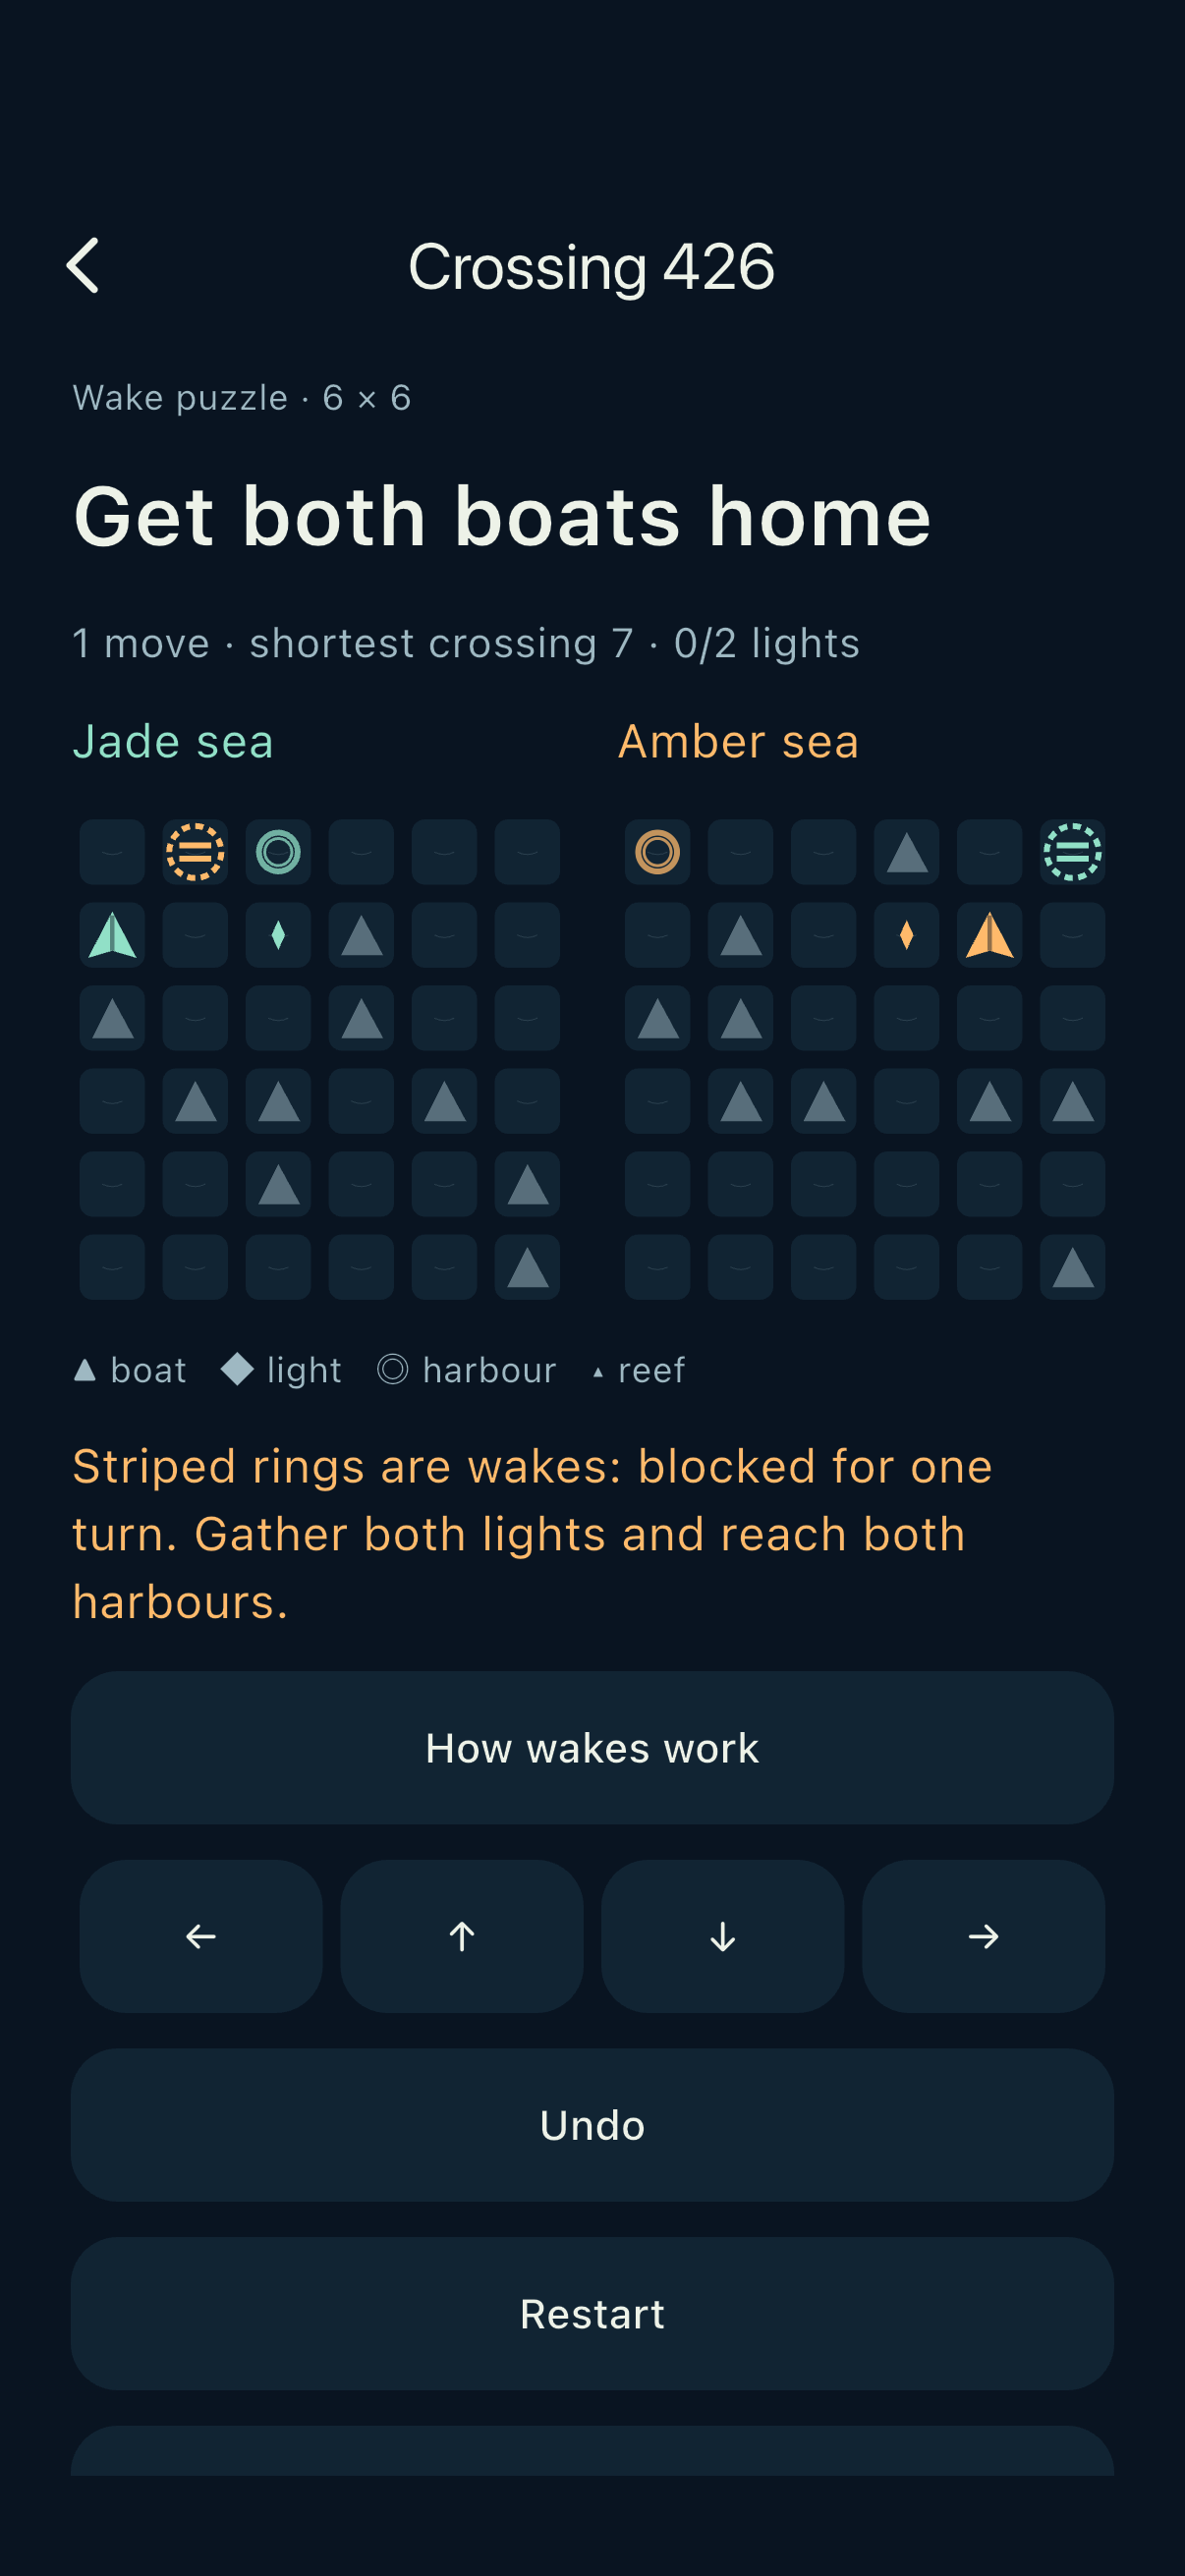 Crossing 426
Wake puzzle · 6 × 6
Get both boats home
1 move · shortest crossing 7 · 0/2 lights
Jade sea
Amber sea
boat light harbour reef
Striped rings are wakes: blocked for one
turn. Gather both lights and reach both
harbours.
How wakes work
← ↑ ↓ →
Undo
Restart